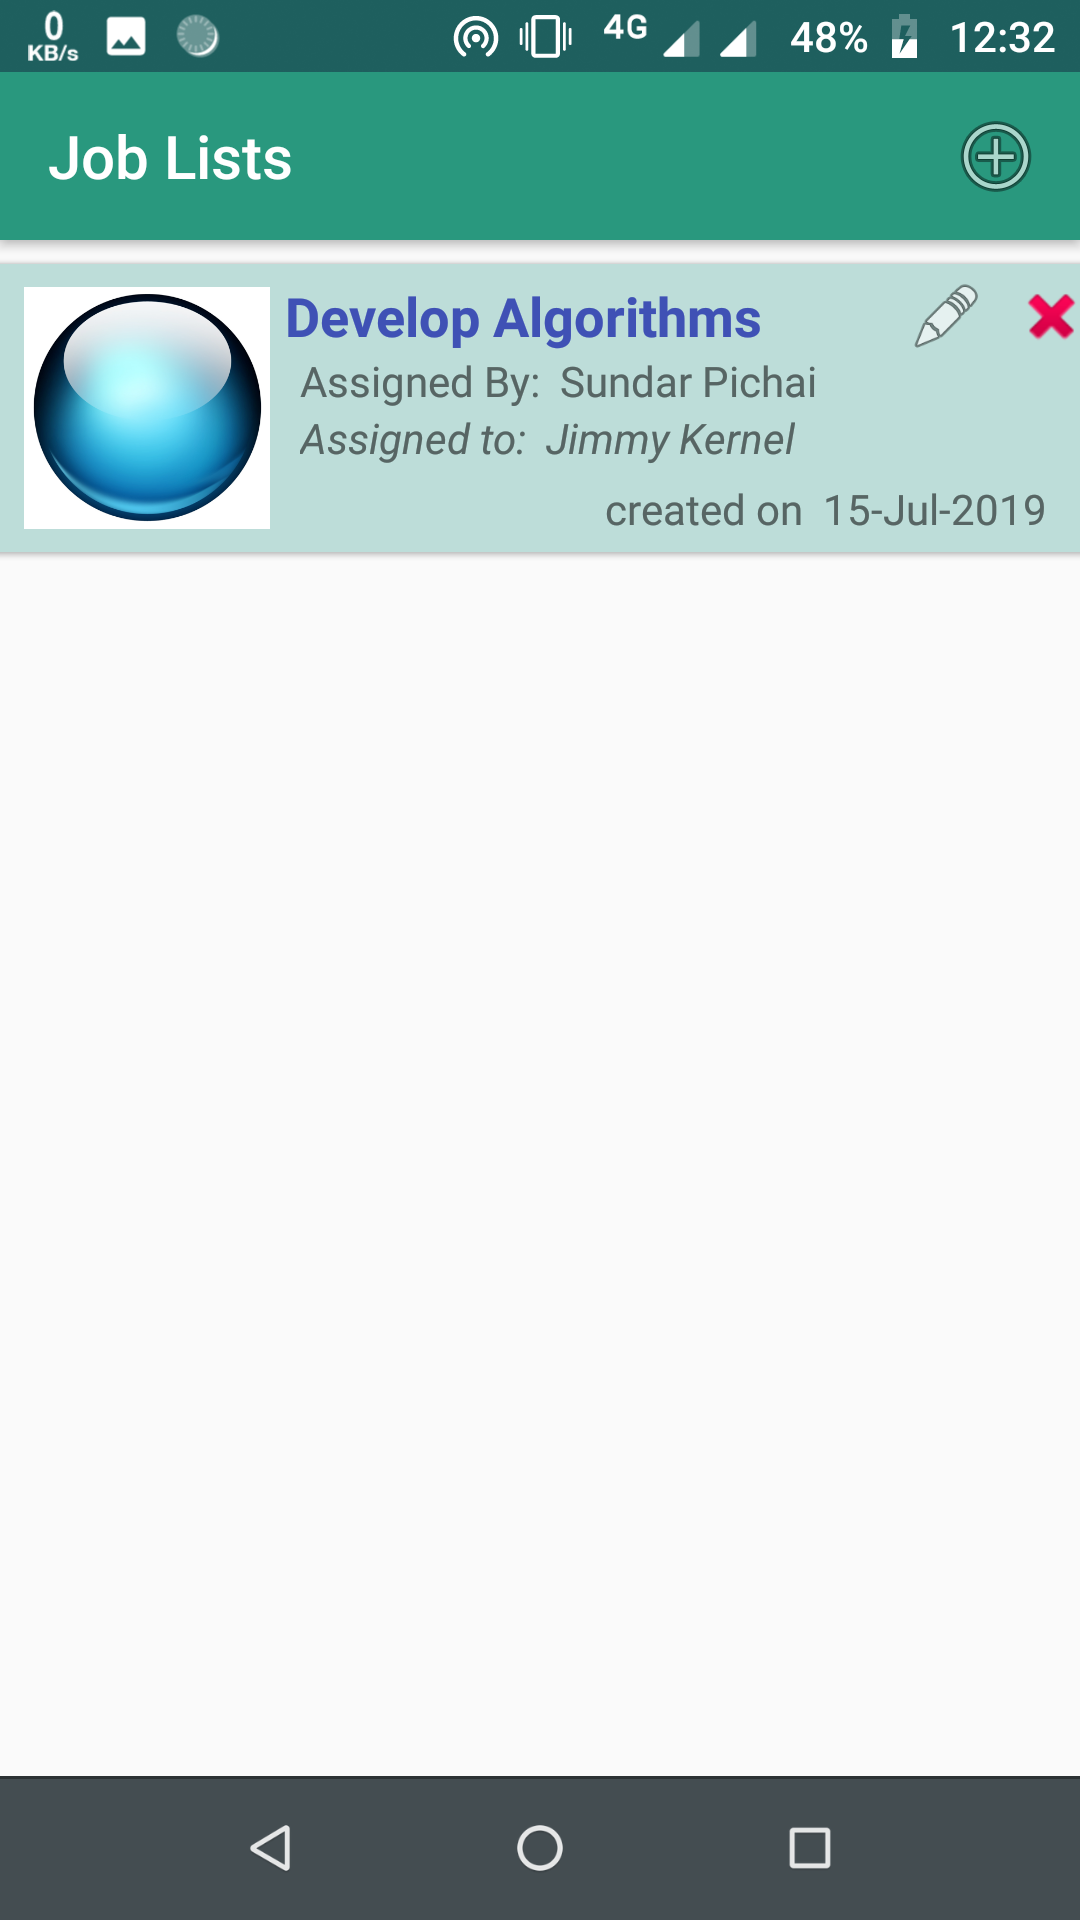 0
KB/s
4G
48%
12:32
Job Lists
Develop Algorithms
Assigned By: Sundar Pichai
Assigned to: Jimmy Kernel
created on 15-Jul-2019